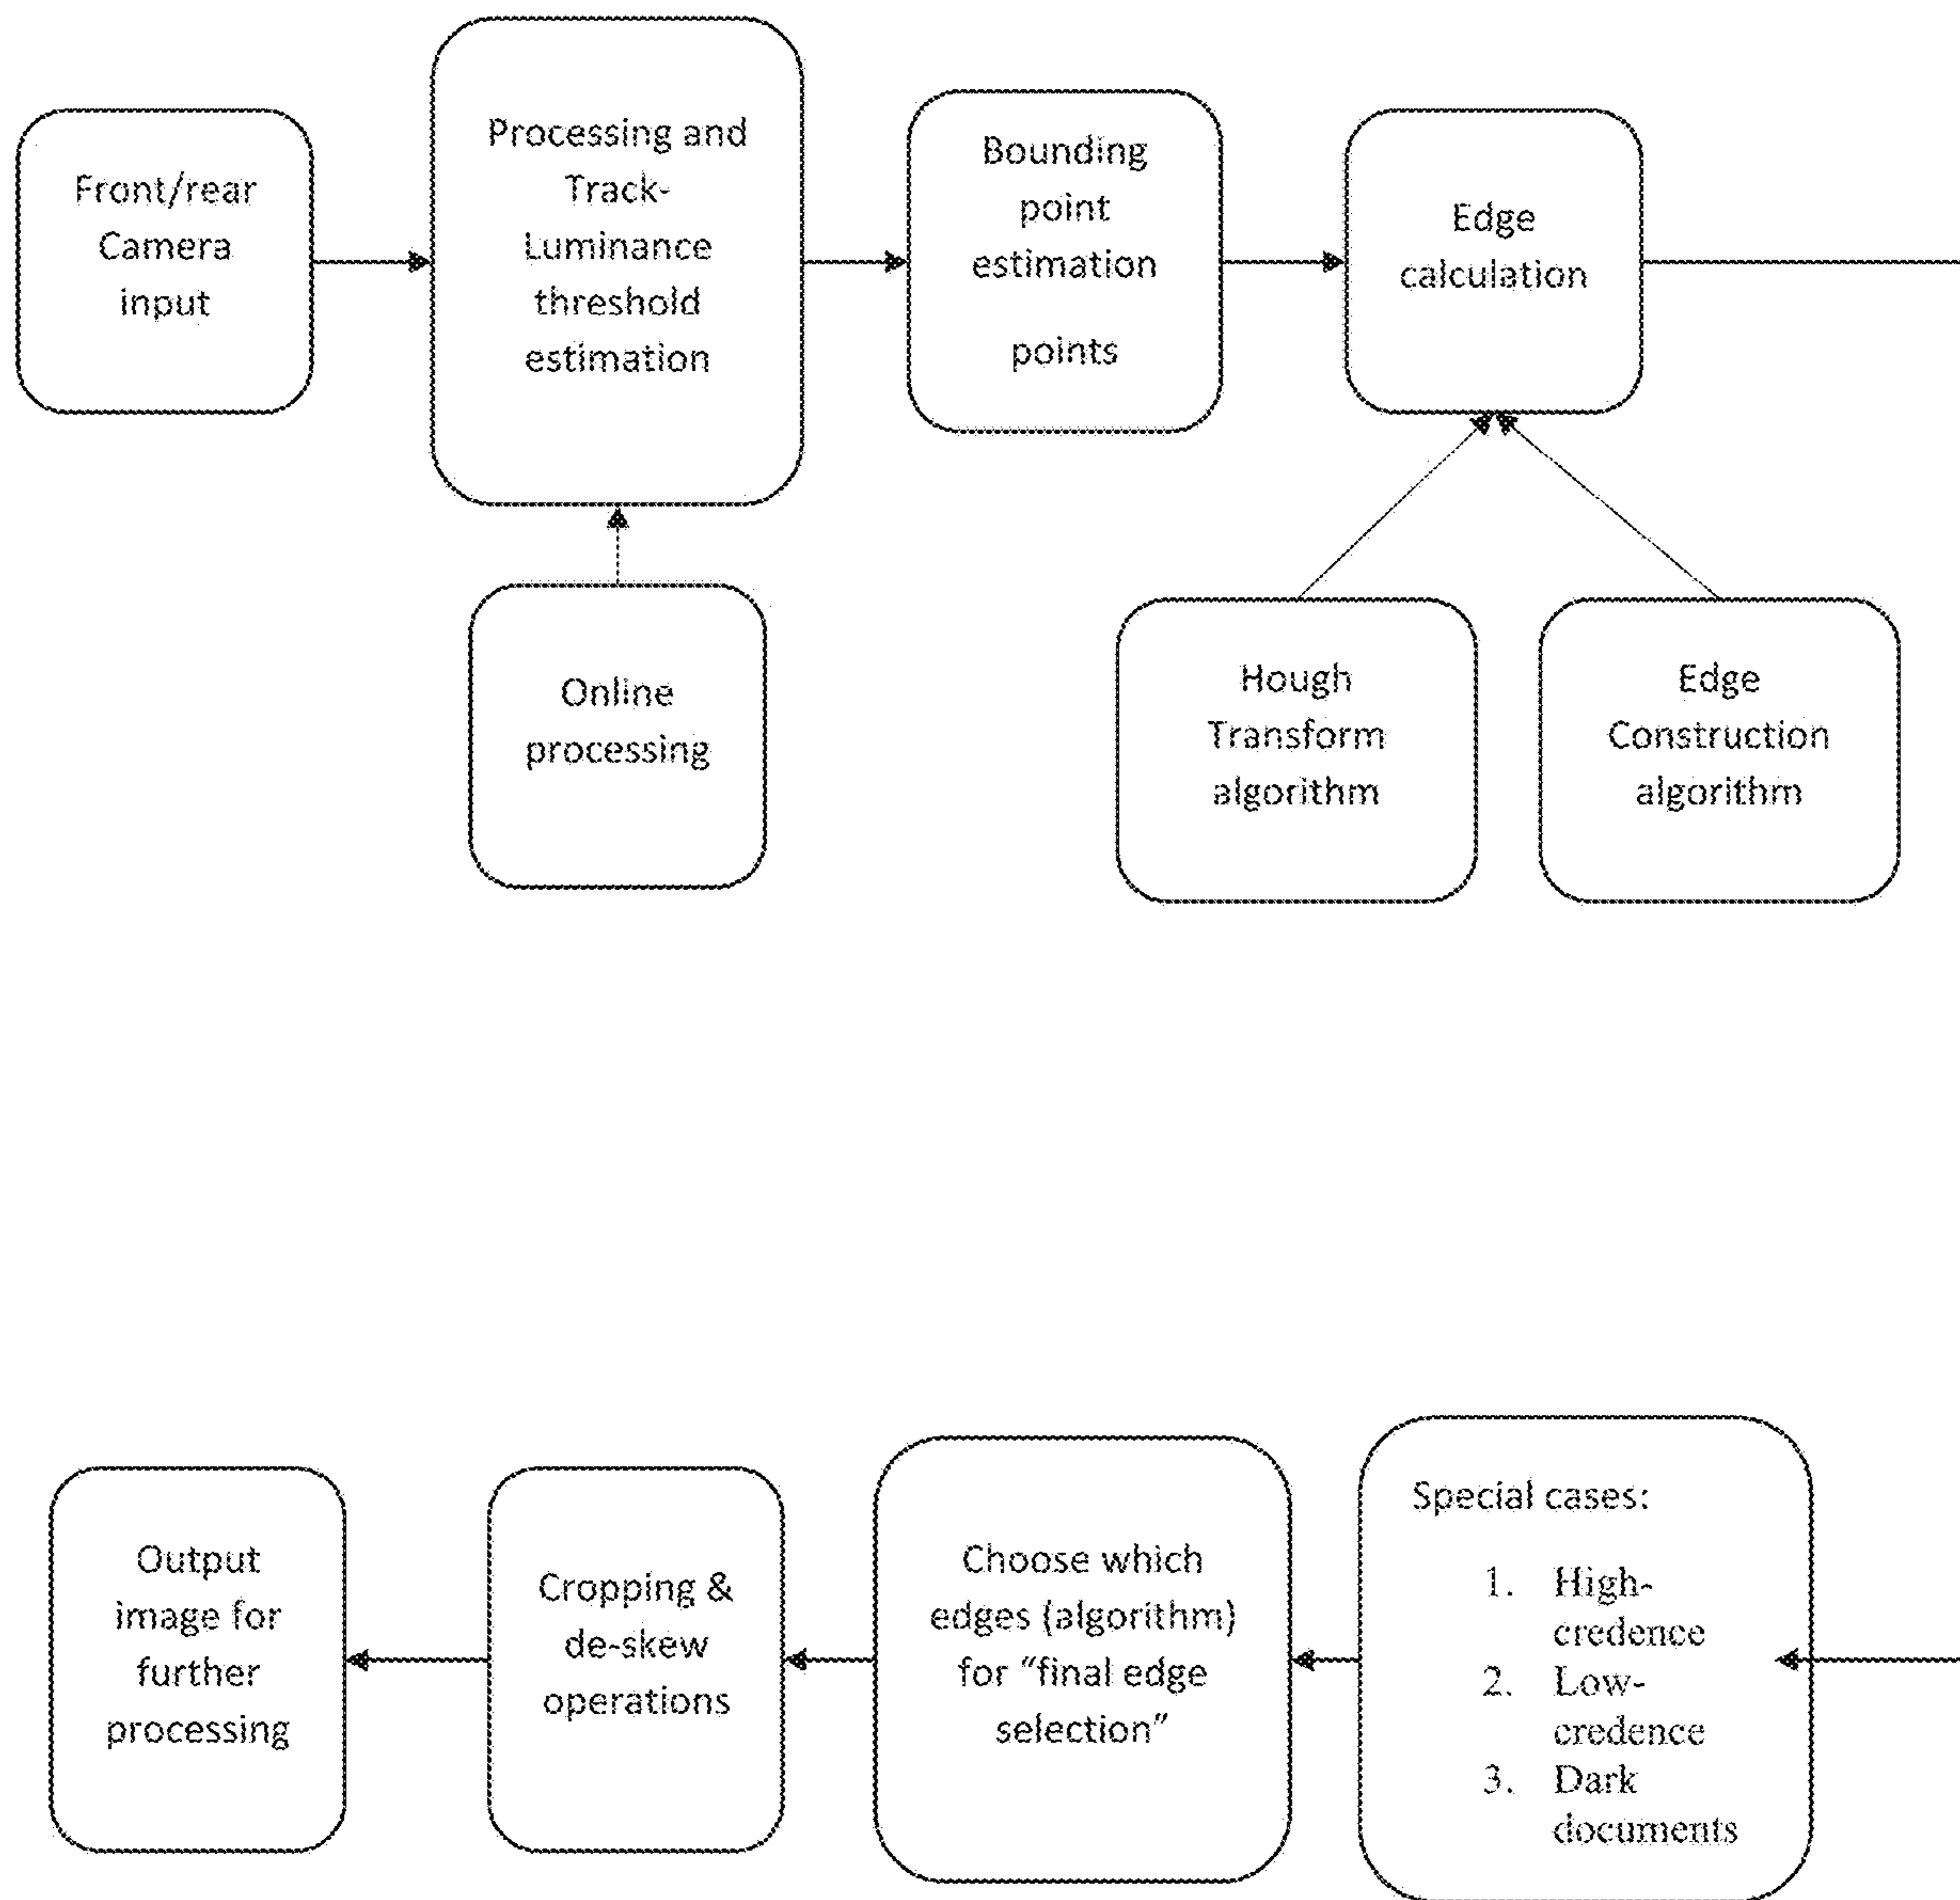 Front/rear
Camera
input
Processing and
Track-
Luminance
threshold
estimation
Bounding
point
estimation
points
Edge
calculation
Online
processing
Hough
Transform
algorithm
Edge
Construction
algorithm
Special cases:
1. High-
credence
2. Low-
credence
3. Dark
documents
Choose which
edges (algorithm)
for “final edge
selection”
Cropping &
de-skew
operations
Output
image for
further
processing